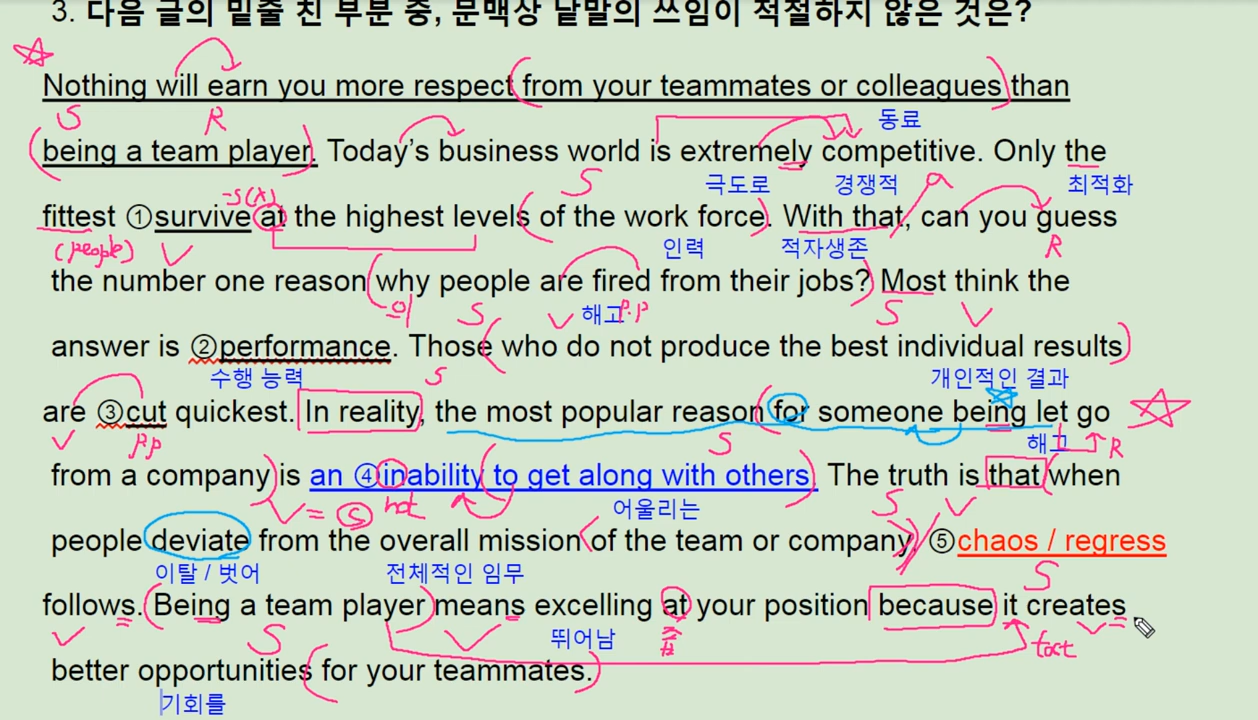 3. 다음 글의 밑줄 친 부분 중, 문맥상 낱말의 쓰임이 적절하지 않은 것은?
Nothing will earn you more respect (from your teammates or colleagues) than
S R 동료
(being a team player). Today's business world is extremely competitive. Only the
S 극도로 경쟁적 최적화
-s(x)
fittest ①survive at the highest levels (of the work force). With that, can you guess
(people) V 인력 적자생존 R
the number one reason (why people are fired from their jobs?) Most think the
S V 해고 P.P S V
answer is ②performance. Those (who do not produce the best individual results)
수행 능력 S 개인적인 결과
are ③cut quickest. In reality, the most popular reason (for someone being let go
V P.P S 해고 R
from a company) is an ④inability (to get along with others). The truth is that (when
V = S not 어울리는 S V
people deviate from the overall mission (of the team or company), ⑤chaos / regress
이탈 / 벗어 전체적인 임무 S
follows. (Being a team player) means excelling at your position because it creates
V S V 뛰어남 V fact
better opportunities (for your teammates.)
기회를